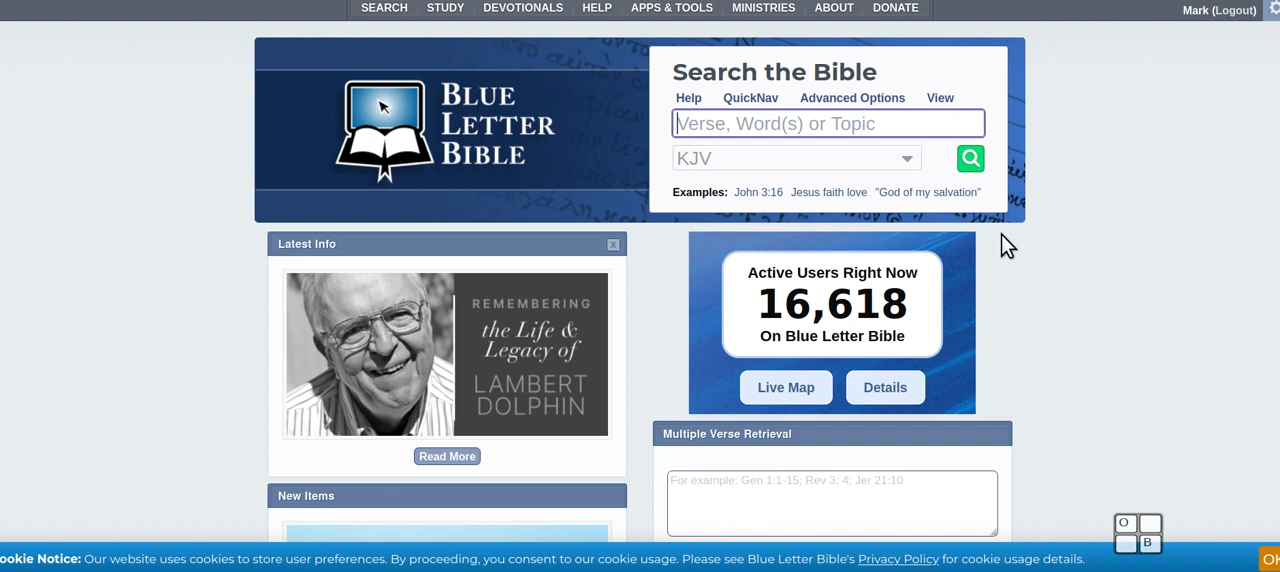 SEARCH STUDY DEVOTIONALS HELP APPS & TOOLS MINISTRIES ABOUT DONATE
Mark (Logout)
BLUE
LETTER
BIBLE
Search the Bible
Help QuickNav Advanced Options View
Verse, Word(s) or Topic
KJV
Examples: John 3:16 Jesus faith love "God of my salvation"
Latest Info
x
REMEMBERING
the Life &
Legacy of
LAMBERT
DOLPHIN
Read More
New Items
Active Users Right Now
16,618
On Blue Letter Bible
Live Map Details
Multiple Verse Retrieval
For example: Gen 1:1-15; Rev 3; 4; Jer 21:10
O
B
ookie Notice: Our website uses cookies to store user preferences. By proceeding, you consent to our cookie usage. Please see Blue Letter Bible's Privacy Policy for cookie usage details.
OK